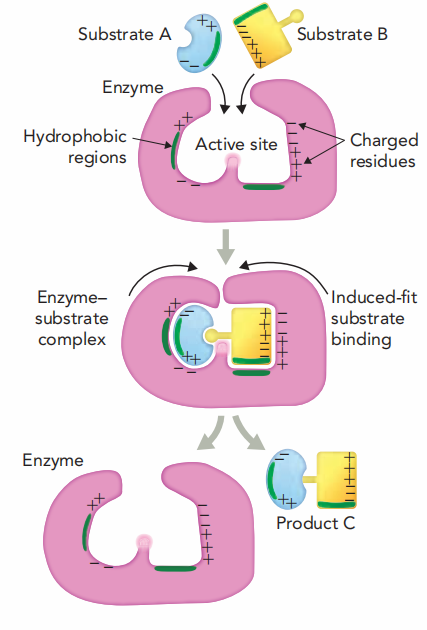 Substrate A
Substrate B
Enzyme
Hydrophobic
regions
Active site
Charged
residues
Enzyme–
substrate
complex
Induced-fit
substrate
binding
Enzyme
Product C